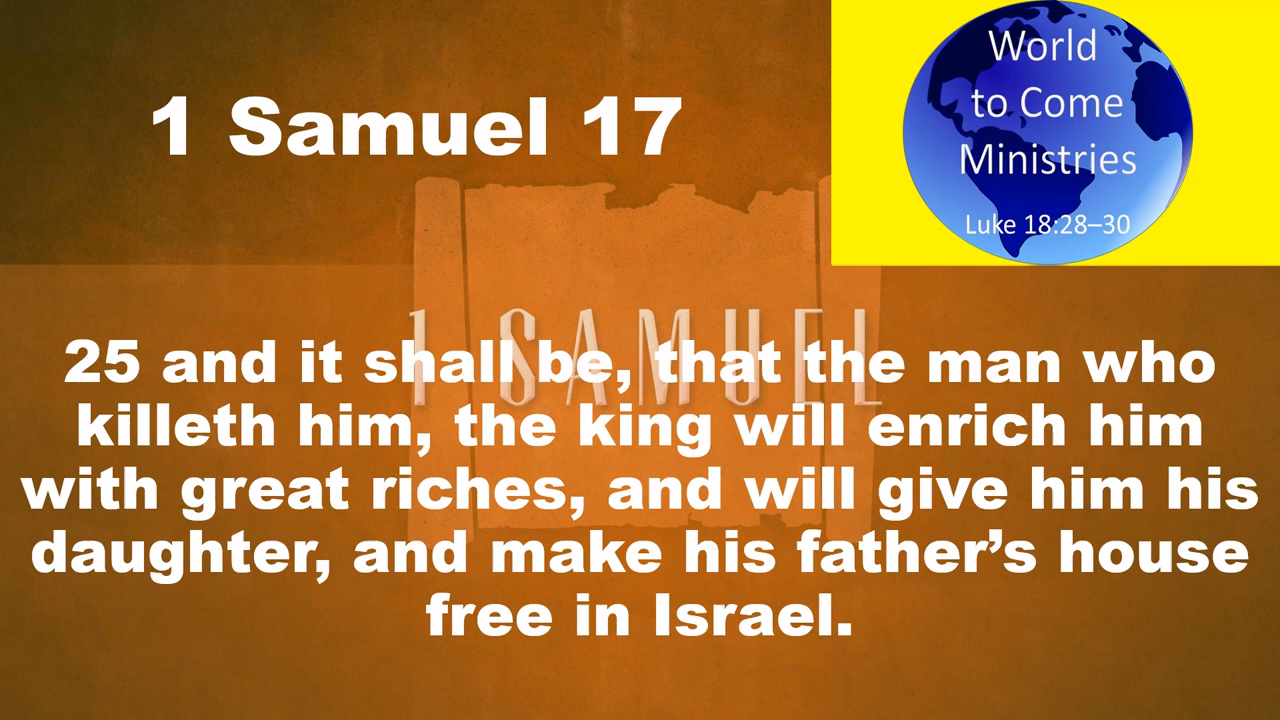 1 Samuel 17
World
to Come
Ministries
Luke 18:28–30
1 SAMUEL
25 and it shall be, that the man who
killeth him, the king will enrich him
with great riches, and will give him his
daughter, and make his father’s house
free in Israel.